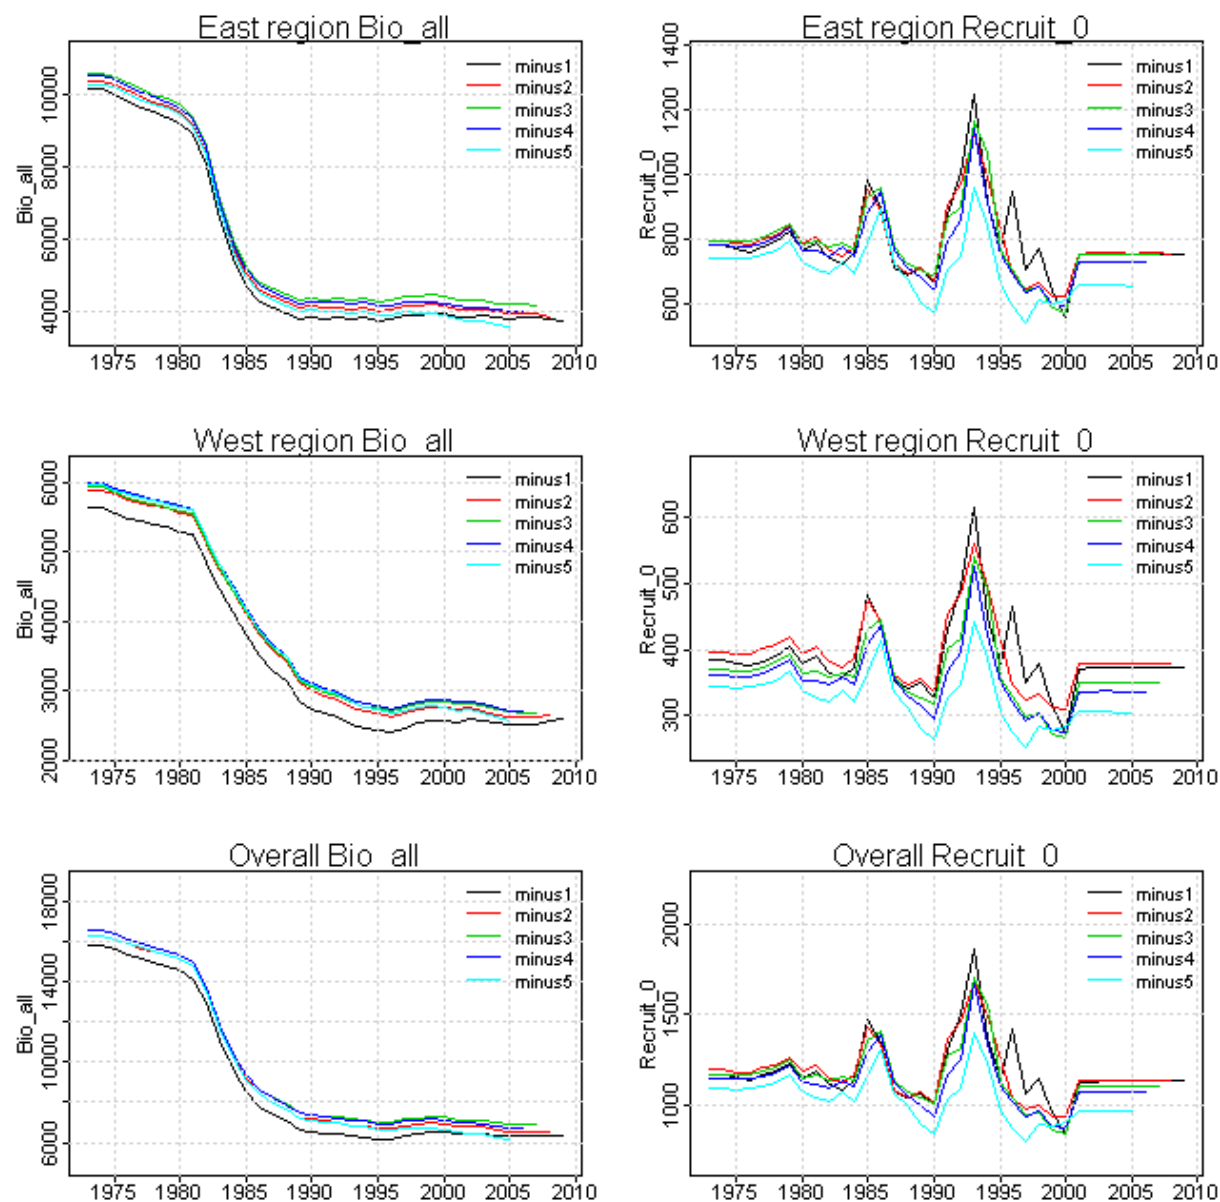 East region Bio_all
Bio_all
10000
8000
6000
4000
minus1
minus2
minus3
minus4
minus5
1975 1980 1985 1990 1995 2000 2005 2010
East region Recruit_0
Recruit_0
1400
1200
1000
800
600
minus1
minus2
minus3
minus4
minus5
1975 1980 1985 1990 1995 2000 2005 2010
West region Bio_all
Bio_all
6000
5000
4000
3000
2000
minus1
minus2
minus3
minus4
minus5
1975 1980 1985 1990 1995 2000 2005 2010
West region Recruit_0
Recruit_0
600
500
400
300
minus1
minus2
minus3
minus4
minus5
1975 1980 1985 1990 1995 2000 2005 2010
Overall Bio_all
Bio_all
18000
14000
10000
6000
minus1
minus2
minus3
minus4
minus5
1975 1980 1985 1990 1995 2000 2005 2010
Overall Recruit_0
Recruit_0
2000
1500
1000
minus1
minus2
minus3
minus4
minus5
1975 1980 1985 1990 1995 2000 2005 2010